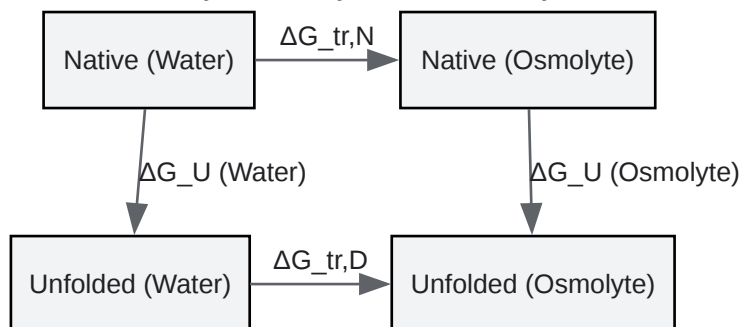 ΔG_tr,N
Native (Water)
Native (Osmolyte)
ΔG_U (Water)
ΔG_U (Osmolyte)
ΔG_tr,D
Unfolded (Water)
Unfolded (Osmolyte)